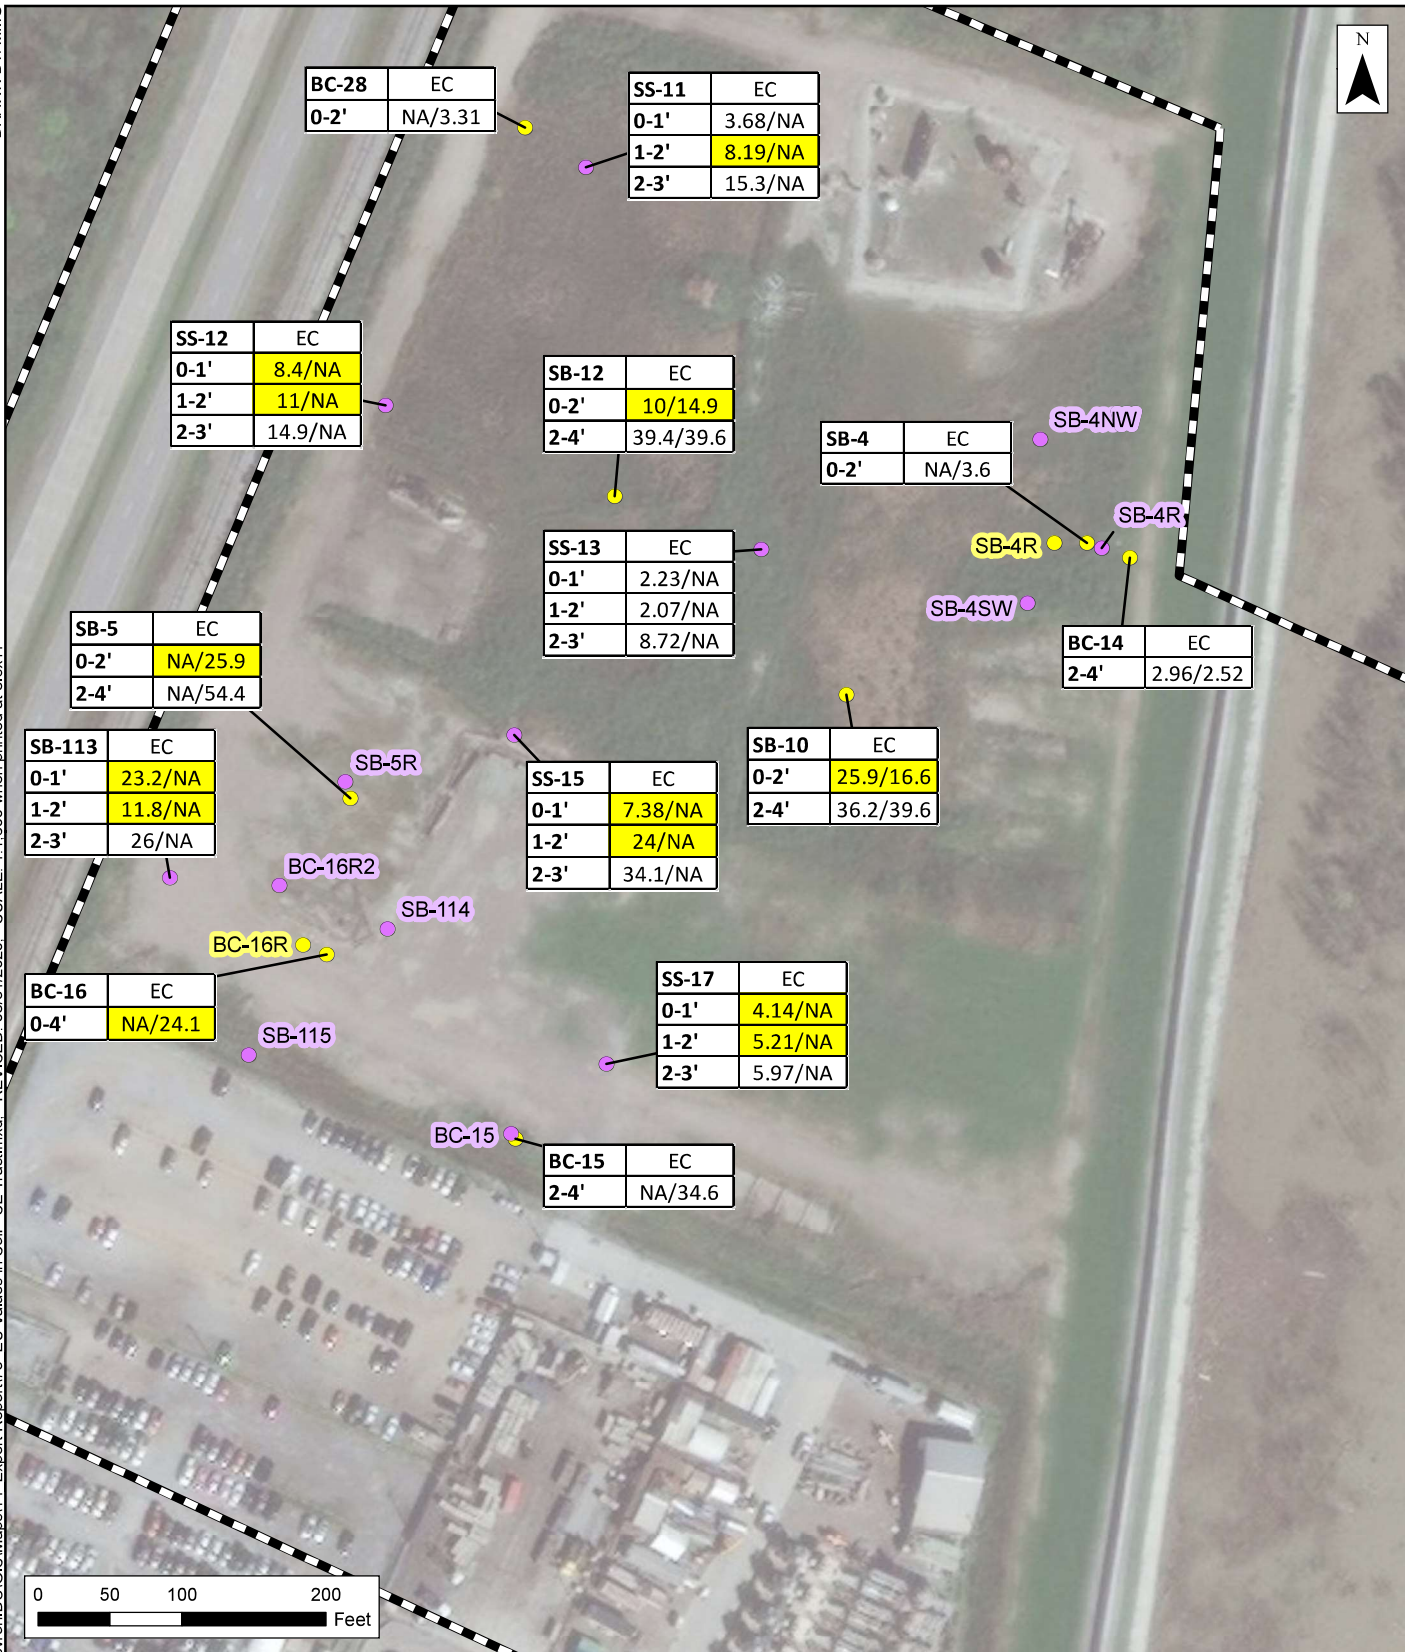 N
BC-28 EC
0-2' NA/3.31
SS-11 EC
0-1' 3.68/NA
1-2' 8.19/NA
2-3' 15.3/NA
SS-12 EC
0-1' 8.4/NA
1-2' 11/NA
2-3' 14.9/NA
SB-12 EC
0-2' 10/14.9
2-4' 39.4/39.6
SB-4 EC
0-2' NA/3.6
SB-4NW
SB-4R
SB-4R
SB-4SW
SS-13 EC
0-1' 2.23/NA
1-2' 2.07/NA
2-3' 8.72/NA
BC-14 EC
2-4' 2.96/2.52
SB-5 EC
0-2' NA/25.9
2-4' NA/54.4
SB-113 EC
0-1' 23.2/NA
1-2' 11.8/NA
2-3' 26/NA
SB-5R
SS-15 EC
0-1' 7.38/NA
1-2' 24/NA
2-3' 34.1/NA
SB-10 EC
0-2' 25.9/16.6
2-4' 36.2/39.6
BC-16R2
SB-114
BC-16R
BC-16 EC
0-4' NA/24.1
SS-17 EC
0-1' 4.14/NA
1-2' 5.21/NA
2-3' 5.97/NA
SB-115
BC-15
BC-15 EC
2-4' NA/34.6
0 50 100 200
Feet